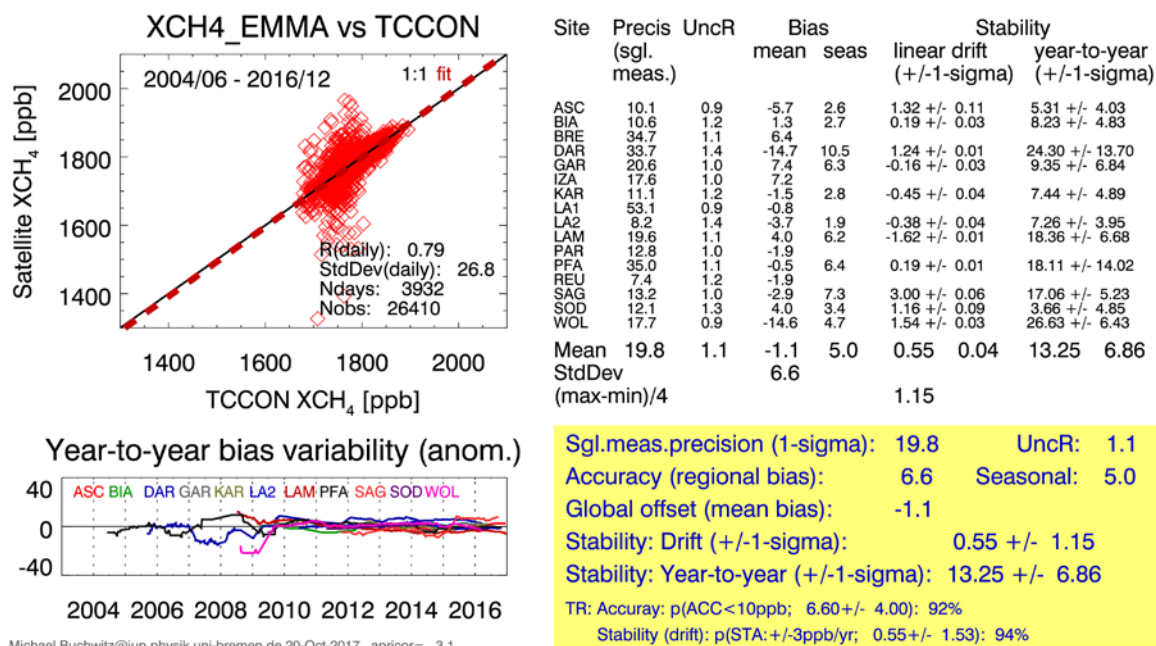 XCH4_EMMA vs TCCON
2004/06 - 2016/12
1:1 fit
2000
1800
1600
1400
Satellite XCH4 [ppb]
R(daily): 0.79
StdDev(daily): 26.8
Ndays: 3932
Nobs: 26410
1400 1600 1800 2000
TCCON XCH4 [ppb]
Site Precis UncR Bias Stability
(sgl. mean seas linear drift year-to-year
meas.) (+/-1-sigma) (+/-1-sigma)
ASC 10.1 0.9 -5.7 2.6 1.32 +/- 0.11 5.31 +/- 4.03
BIA 10.6 1.2 1.3 2.7 0.19 +/- 0.03 8.23 +/- 4.83
BRE 34.7 1.1 6.4
DAR 33.7 1.4 -14.7 10.5 1.24 +/- 0.01 24.30 +/- 13.70
GAR 20.6 1.0 7.4 6.3 -0.16 +/- 0.03 9.35 +/- 6.84
IZA 17.6 1.0 7.2
KAR 11.1 1.2 -1.5 2.8 -0.45 +/- 0.04 7.44 +/- 4.89
LA1 53.1 0.9 -0.8
LA2 8.2 1.4 -3.7 1.9 -0.38 +/- 0.04 7.26 +/- 3.95
LAM 19.6 1.1 4.0 6.2 -1.62 +/- 0.01 18.36 +/- 6.68
PAR 12.8 1.0 -1.9
PFA 35.0 1.1 -0.5 6.4 0.19 +/- 0.01 18.11 +/- 14.02
REU 7.4 1.2 -1.9
SAG 13.2 1.0 -2.9 7.3 3.00 +/- 0.06 17.06 +/- 5.23
SOD 12.1 1.3 4.0 3.4 1.16 +/- 0.09 3.66 +/- 4.85
WOL 17.7 0.9 -14.6 4.7 1.54 +/- 0.03 26.63 +/- 6.43
Mean 19.8 1.1 -1.1 5.0 0.55 0.04 13.25 6.86
StdDev 6.6
(max-min)/4 1.15
Year-to-year bias variability (anom.)
40
0
-40
ASC BIA DAR GAR KAR LA2 LAM PFA SAG SOD WOL
2004 2006 2008 2010 2012 2014 2016
Sgl.meas.precision (1-sigma): 19.8 UncR: 1.1
Accuracy (regional bias): 6.6 Seasonal: 5.0
Global offset (mean bias): -1.1
Stability: Drift (+/-1-sigma): 0.55 +/- 1.15
Stability: Year-to-year (+/-1-sigma): 13.25 +/- 6.86
TR: Accuray: p(ACC<10ppb; 6.60+/- 4.00): 92%
Stability (drift): p(STA:+/-3ppb/yr; 0.55+/- 1.53): 94%